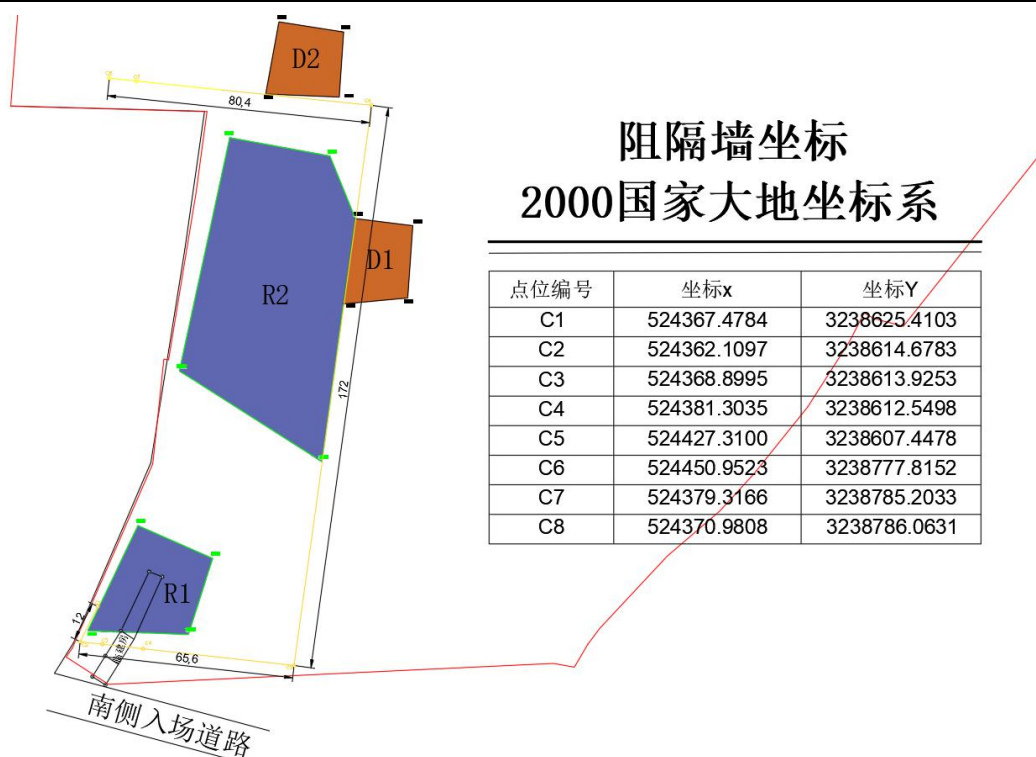 D2
80,4
阻隔墙坐标
2000国家大地坐标系
D1
R2
172
点位编号 坐标x 坐标Y
C1 524367.4784 3238625.4103
C2 524362.1097 3238614.6783
C3 524368.8995 3238613.9253
C4 524381.3035 3238612.5498
C5 524427.3100 3238607.4478
C6 524450.9523 3238777.8152
C7 524379.3166 3238785.2033
C8 524370.9808 3238786.0631
R1
12
65,6
南侧入场道路